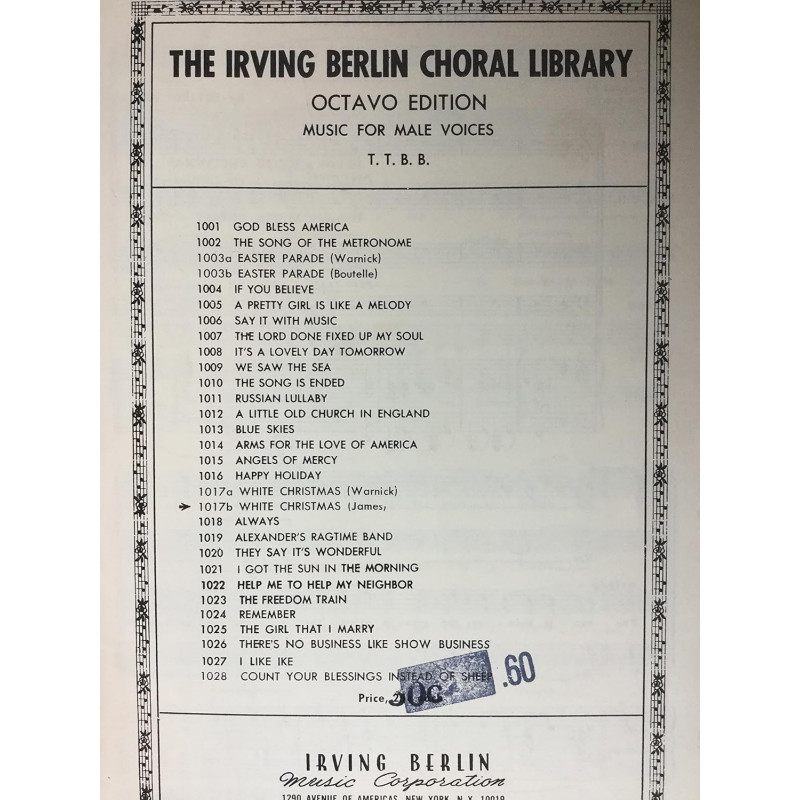 THE IRVING BERLIN CHORAL LIBRARY
OCTAVO EDITION
MUSIC FOR MALE VOICES
T. T. B. B.
1001 GOD BLESS AMERICA
1002 THE SONG OF THE METRONOME
1003a EASTER PARADE (Warnick)
1003b EASTER PARADE (Boutelle)
1004 IF YOU BELIEVE
1005 A PRETTY GIRL IS LIKE A MELODY
1006 SAY IT WITH MUSIC
1007 THE LORD DONE FIXED UP MY SOUL
1008 IT'S A LOVELY DAY TOMORROW
1009 WE SAW THE SEA
1010 THE SONG IS ENDED
1011 RUSSIAN LULLABY
1012 A LITTLE OLD CHURCH IN ENGLAND
1013 BLUE SKIES
1014 ARMS FOR THE LOVE OF AMERICA
1015 ANGELS OF MERCY
1016 HAPPY HOLIDAY
1017a WHITE CHRISTMAS (Warnick)
1017b WHITE CHRISTMAS (James,
1018 ALWAYS
1019 ALEXANDER'S RAGTIME BAND
1020 THEY SAY IT'S WONDERFUL
1021 I GOT THE SUN IN THE MORNING
1022 HELP ME TO HELP MY NEIGHBOR
1023 THE FREEDOM TRAIN
1024 REMEMBER
1025 THE GIRL THAT I MARRY
1026 THERE'S NO BUSINESS LIKE SHOW BUSINESS
1027 I LIKE IKE
1028 COUNT YOUR BLESSINGS INSTEAD OF SHEEP
.60
Price,
IRVING BERLIN
Music Corporation
1290 AVENUE OF AMERICAS, NEW YORK, N. Y. 10019